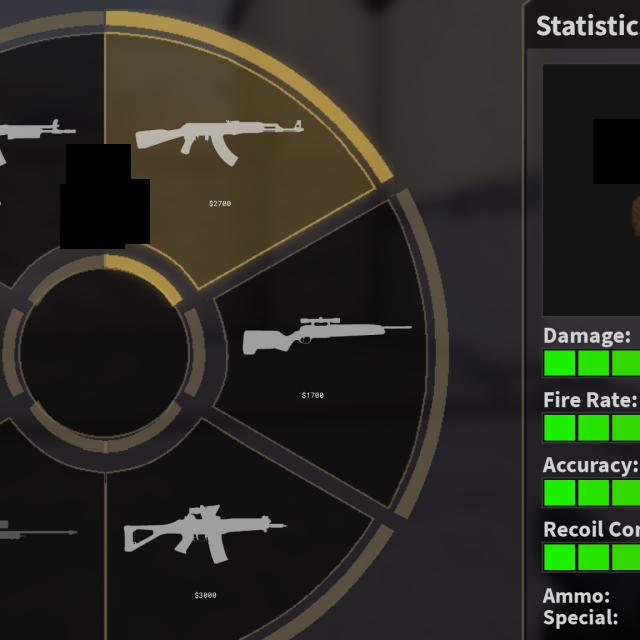 Statistic
$2700
Damage:
$1700
Fire Rate:
Accuracy:
Recoil Con
$3000
Ammo:
Special: